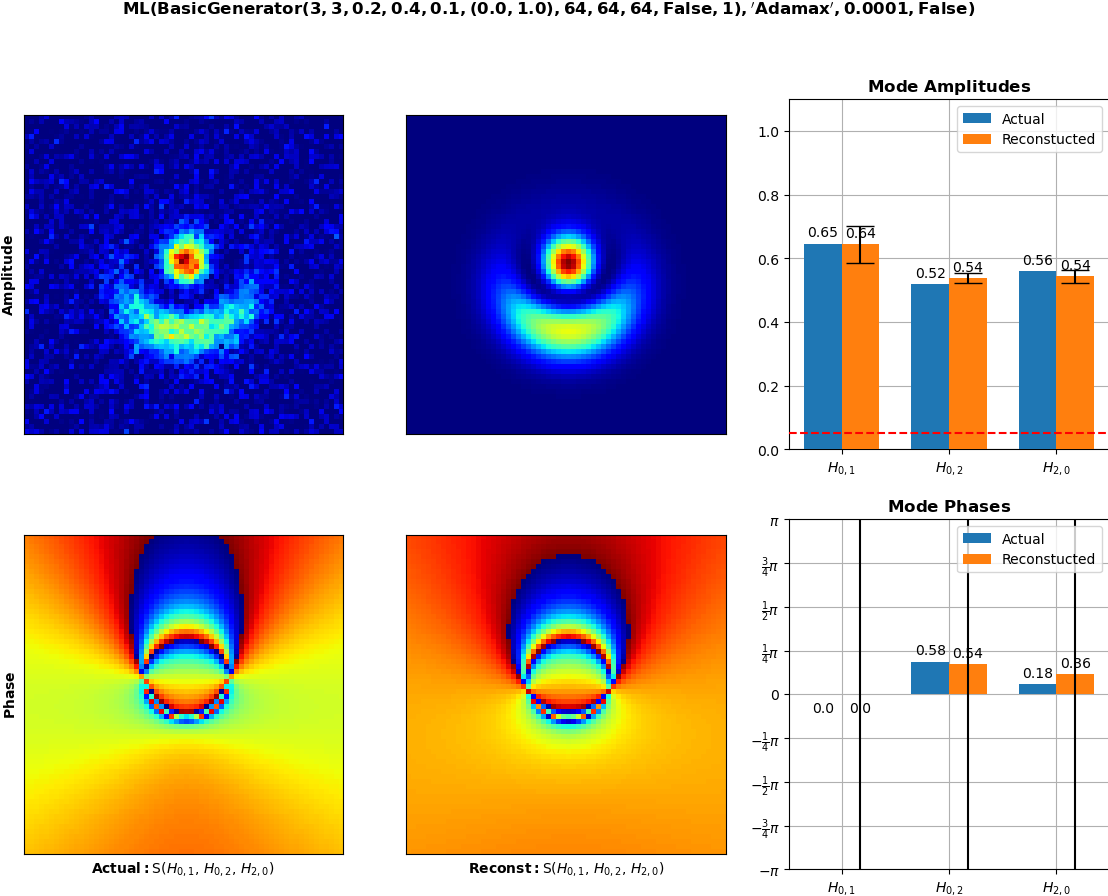 ML(BasicGenerator(3, 3, 0.2, 0.4, 0.1, (0.0, 1.0), 64, 64, 64, False, 1), 'Adamax', 0.0001, False)
Amplitude
Mode Amplitudes
Actual
Reconstucted
1.0
0.8
0.6
0.4
0.2
0.0
0.65
0.64
0.52
0.54
0.56
0.54
H0,1
H0,2
H2,0
Phase
Actual: S(H0,1, H0,2, H2,0)
Reconst: S(H0,1, H0,2, H2,0)
Mode Phases
Actual
Reconstucted
π
3/4π
1/2π
1/4π
0
−1/4π
−1/2π
−3/4π
−π
0.0
0.0
0.58
0.54
0.18
0.36
H0,1
H0,2
H2,0